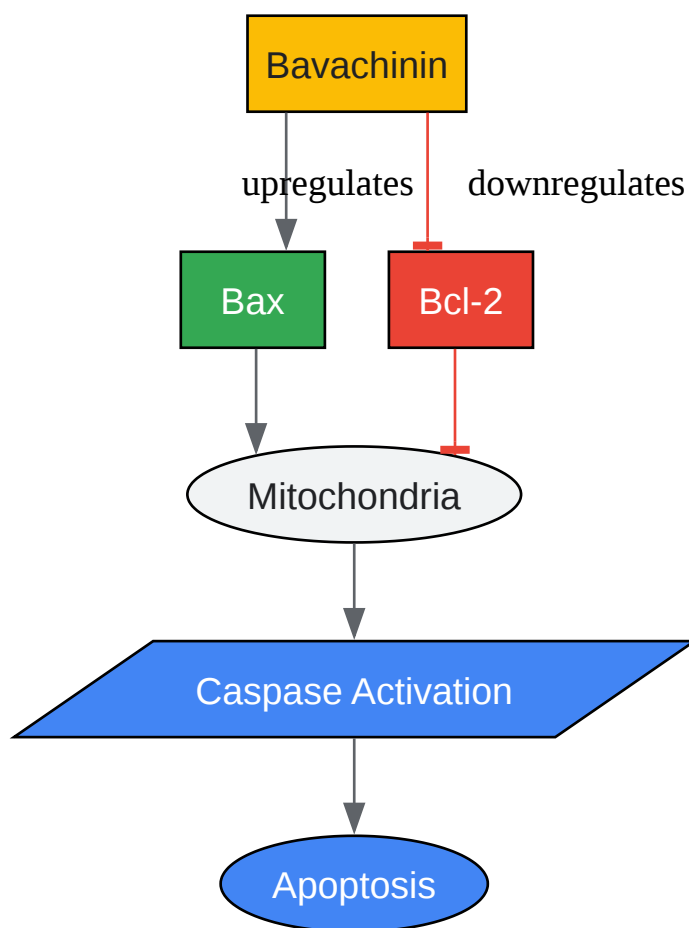 Bavachinin
upregulates
downregulates
Bax
Bcl-2
Mitochondria
Caspase Activation
Apoptosis